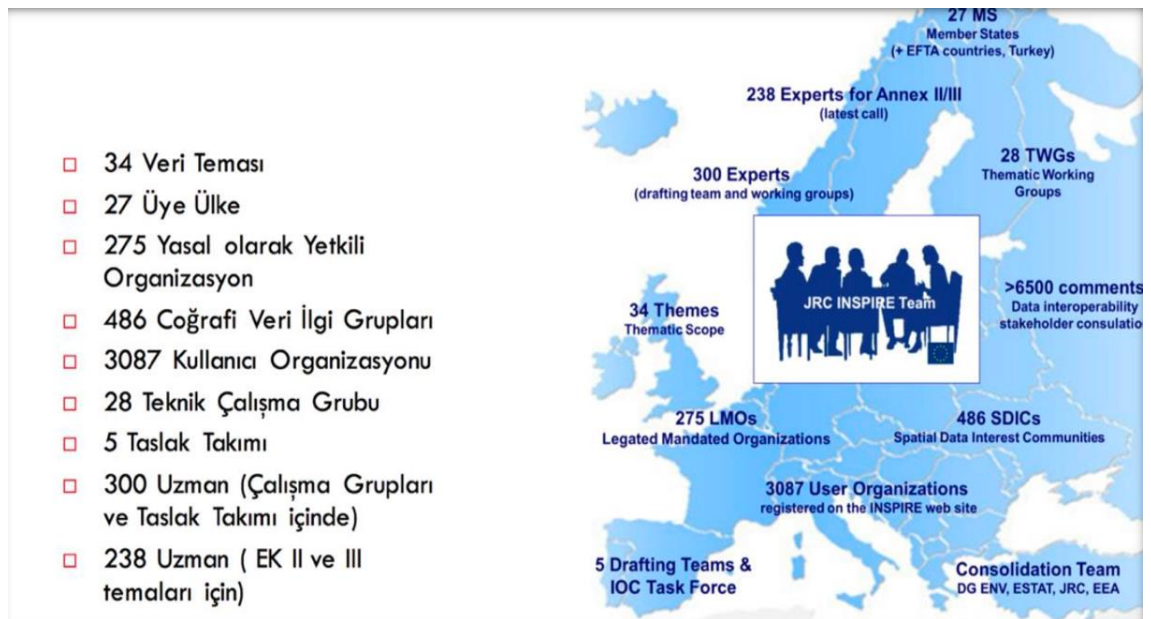 34 Veri Teması
27 Üye Ülke
275 Yasal olarak Yetkili
Organizasyon
486 Coğrafi Veri İlgi Grupları
3087 Kullanıcı Organizasyonu
28 Teknik Çalışma Grubu
5 Taslak Takımı
300 Uzman (Çalışma Grupları
ve Taslak Takımı içinde)
238 Uzman ( EK II ve III
temaları için)
27 MS
Member States
(+ EFTA countries, Turkey)
238 Experts for Annex II/III
(latest call)
28 TWGs
Thematic Working
Groups
300 Experts
(drafting team and working groups)
JRC INSPIRE Team
>6500 comments
Data interoperability
stakeholder consulatio
34 Themes
Thematic Scope
275 LMOs
Legated Mandated Organizations
486 SDICs
Spatial Data Interest Communities
3087 User Organizations
registered on the INSPIRE web site
5 Drafting Teams &
IOC Task Force
Consolidation Team
DG ENV, ESTAT, JRC, EEA